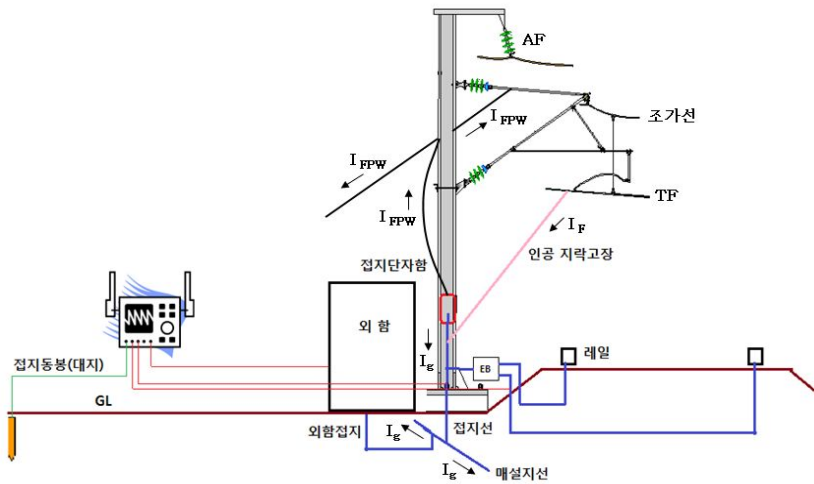 AF
I FPW
조가선
I FPW
I FPW
TF
I F
인공 지락고장
접지단자함
외 함
I g
레일
EB
접지동봉(대지)
GL
외함접지
I g
접지선
I g
매설지선